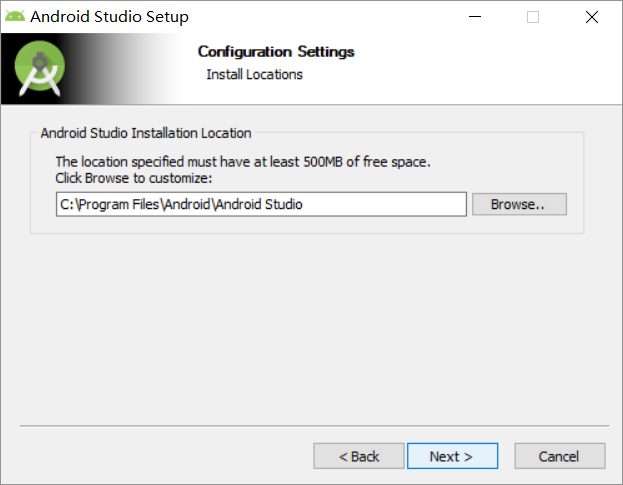 Android Studio Setup
Configuration Settings
Install Locations
Android Studio Installation Location
The location specified must have at least 500MB of free space.
Click Browse to customize:
C:\Program Files\Android\Android Studio
Browse..
< Back
Next >
Cancel